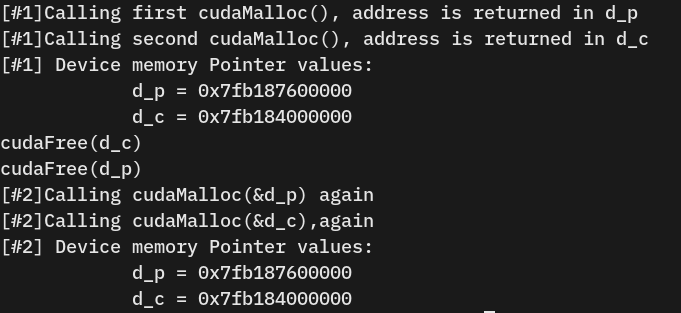 [#1]Calling first cudaMalloc(), address is returned in d_p
[#1]Calling second cudaMalloc(), address is returned in d_c
[#1] Device memory Pointer values:
            d_p = 0x7fb187600000
            d_c = 0x7fb184000000
cudaFree(d_c)
cudaFree(d_p)
[#2]Calling cudaMalloc(&d_p) again
[#2]Calling cudaMalloc(&d_c),again
[#2] Device memory Pointer values:
            d_p = 0x7fb187600000
            d_c = 0x7fb184000000